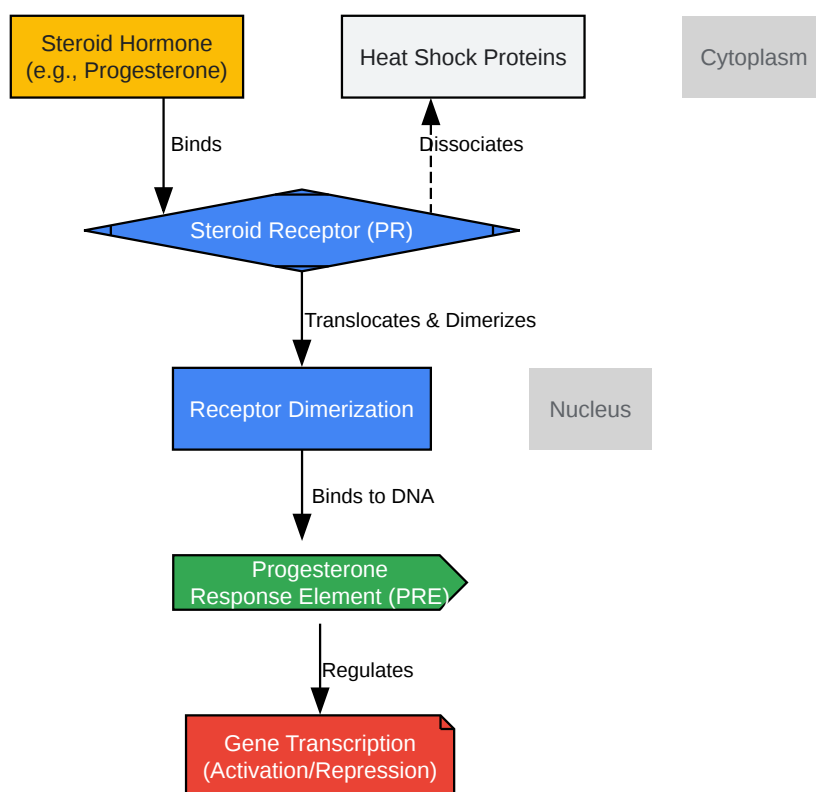 Steroid Hormone
(e.g., Progesterone)
Heat Shock Proteins
Cytoplasm
Binds
Dissociates
Steroid Receptor (PR)
Translocates & Dimerizes
Receptor Dimerization
Nucleus
Binds to DNA
Progesterone
Response Element (PRE)
Regulates
Gene Transcription
(Activation/Repression)